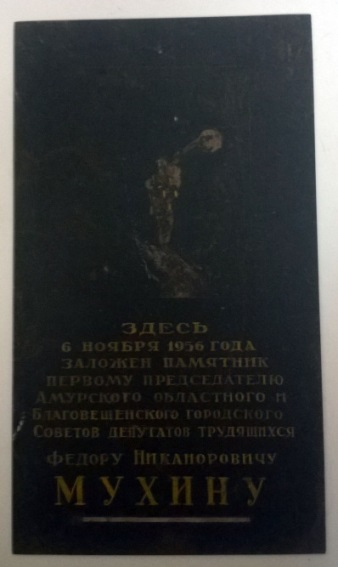 ЗДЕСЬ
6 НОЯБРЯ 1956 ГОДА
ЗАЛОЖЕН ПАМЯТНИК
ПЕРВОМУ ПРЕДСЕДАТЕЛЮ
АМУРСКОГО ОБЛАСТНОГО И
БЛАГОВЕЩЕНСКОГО ГОРОДСКОГО
СОВЕТОВ ДЕПУТАТОВ ТРУДЯЩИХСЯ
ФЕДОРУ НИКАНОРОВИЧУ
МУХИНУ